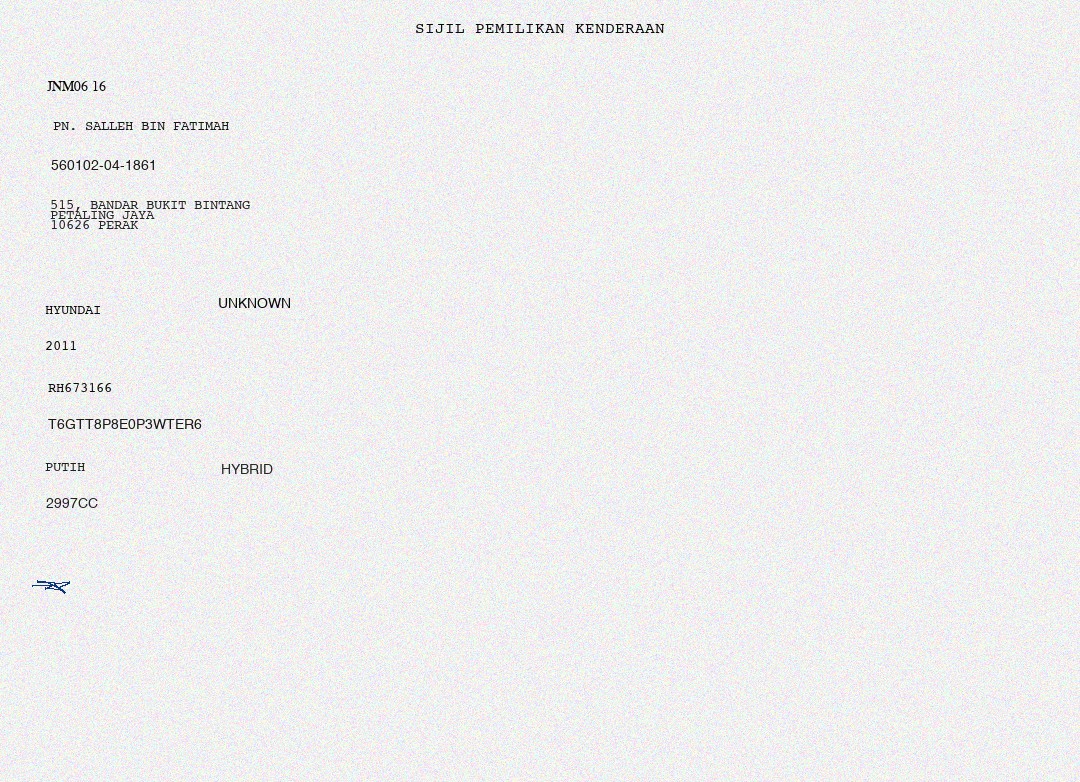 SIJIL PEMILIKAN KENDERAAN
JNM06 16
PN. SALLEH BIN FATIMAH
560102-04-1861
515, BANDAR BUKIT BINTANG
PETALING JAYA
10626 PERAK
HYUNDAI UNKNOWN
2011
RH673166
T6GTT8P8E0P3WTER6
PUTIH HYBRID
2997CC